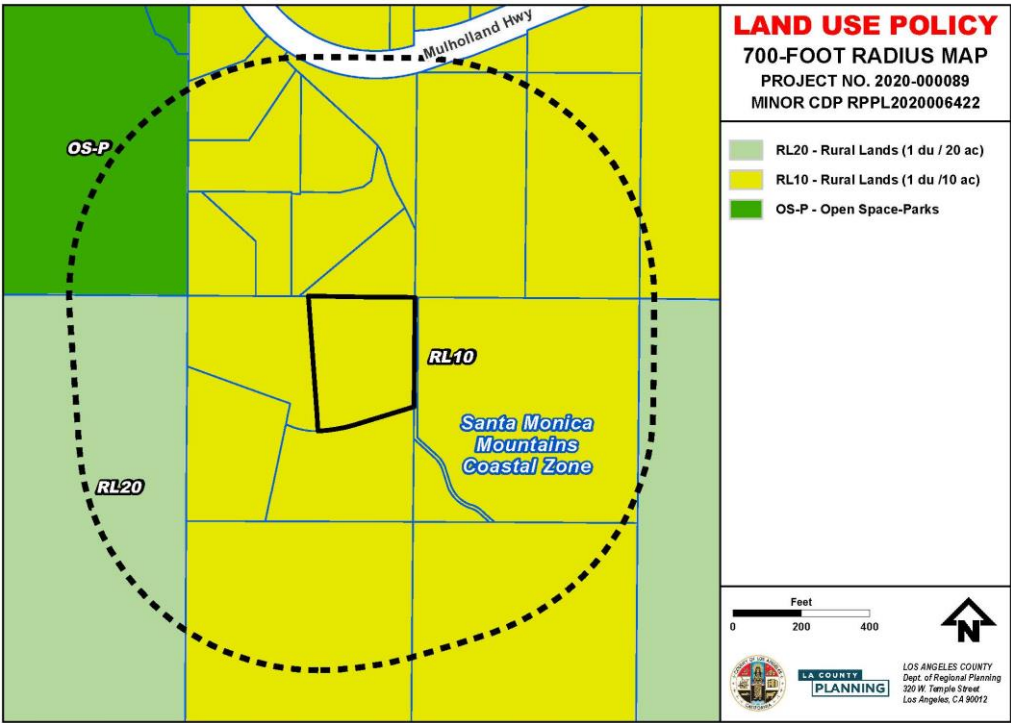 Mulholland Hwy
OS-P
RL10
Santa Monica
Mountains
Coastal Zone
RL20
LAND USE POLICY
700-FOOT RADIUS MAP
PROJECT NO. 2020-000089
MINOR CDP RPPL2020006422
RL20 - Rural Lands (1 du / 20 ac)
RL10 - Rural Lands (1 du /10 ac)
OS-P - Open Space-Parks
Feet
0 200 400
N
LA COUNTY
PLANNING
LOS ANGELES COUNTY
Dept. of Regional Planning
320 W. Temple Street
Los Angeles, CA 90012